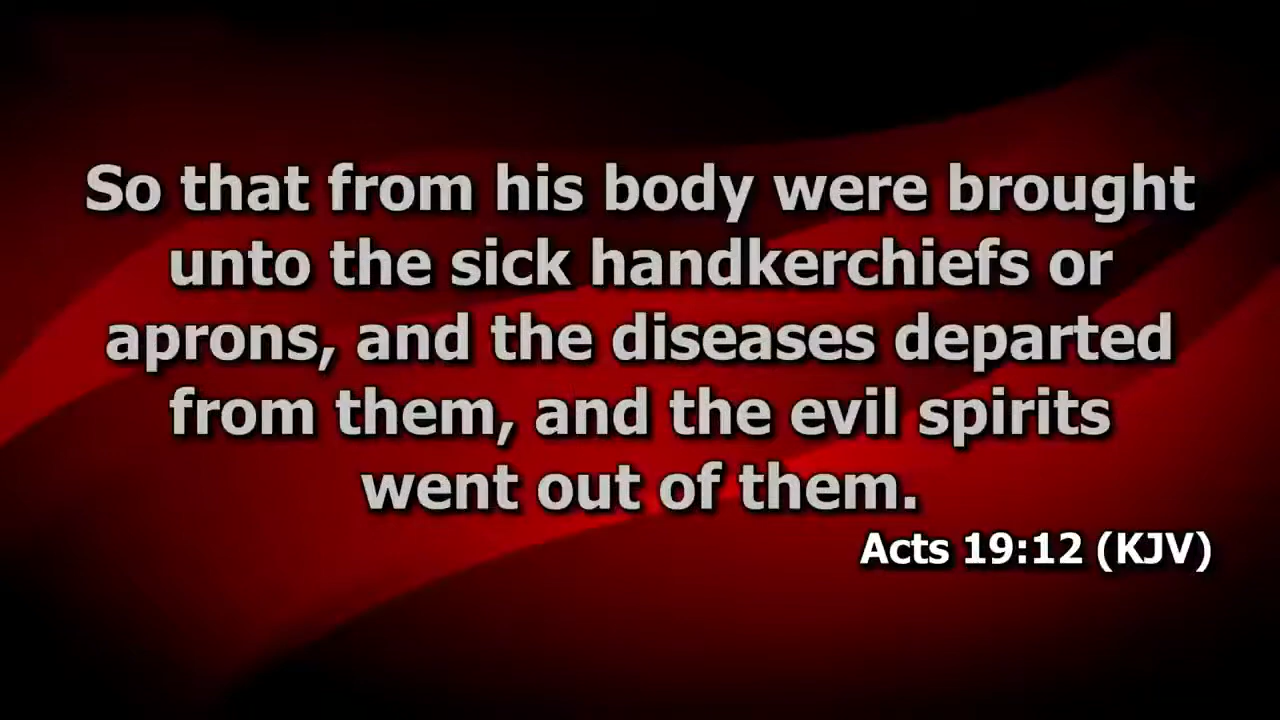 So that from his body were brought
unto the sick handkerchiefs or
aprons, and the diseases departed
from them, and the evil spirits
went out of them.
Acts 19:12 (KJV)